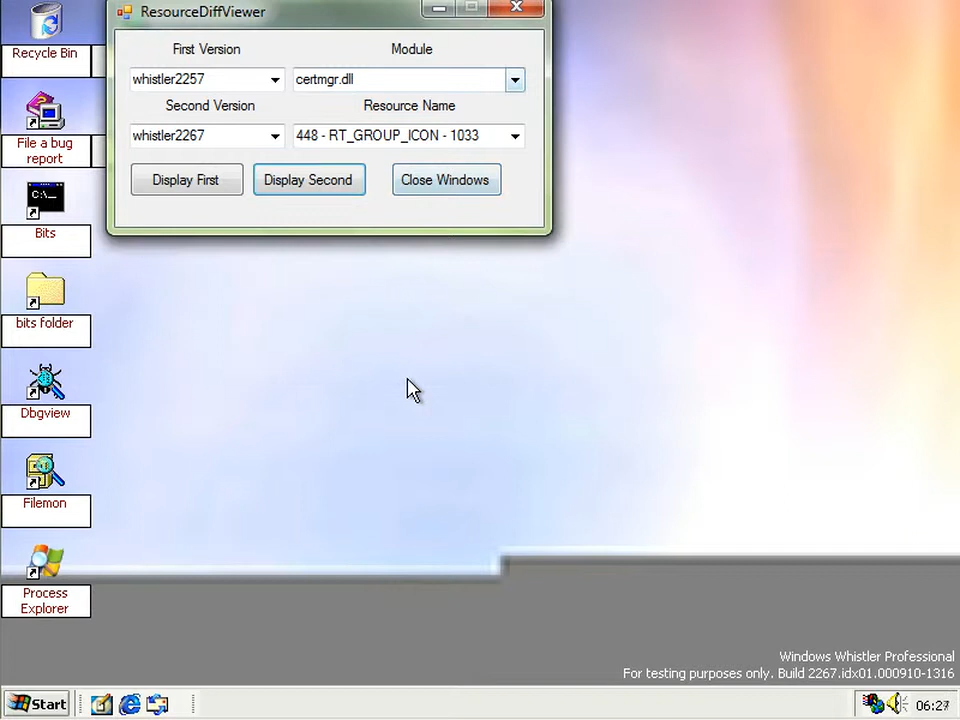 ResourceDiffViewer
First Version
Module
whistler2257
certmgr.dll
Second Version
Resource Name
whistler2267
448 - RT_GROUP_ICON - 1033
Display First
Display Second
Close Windows
Recycle Bin
File a bug
report
C:\_
Bits
bits folder
Dbgview
Filemon
Process
Explorer
Windows Whistler Professional
For testing purposes only. Build 2267.idx01.000910-1316
Start
06:27